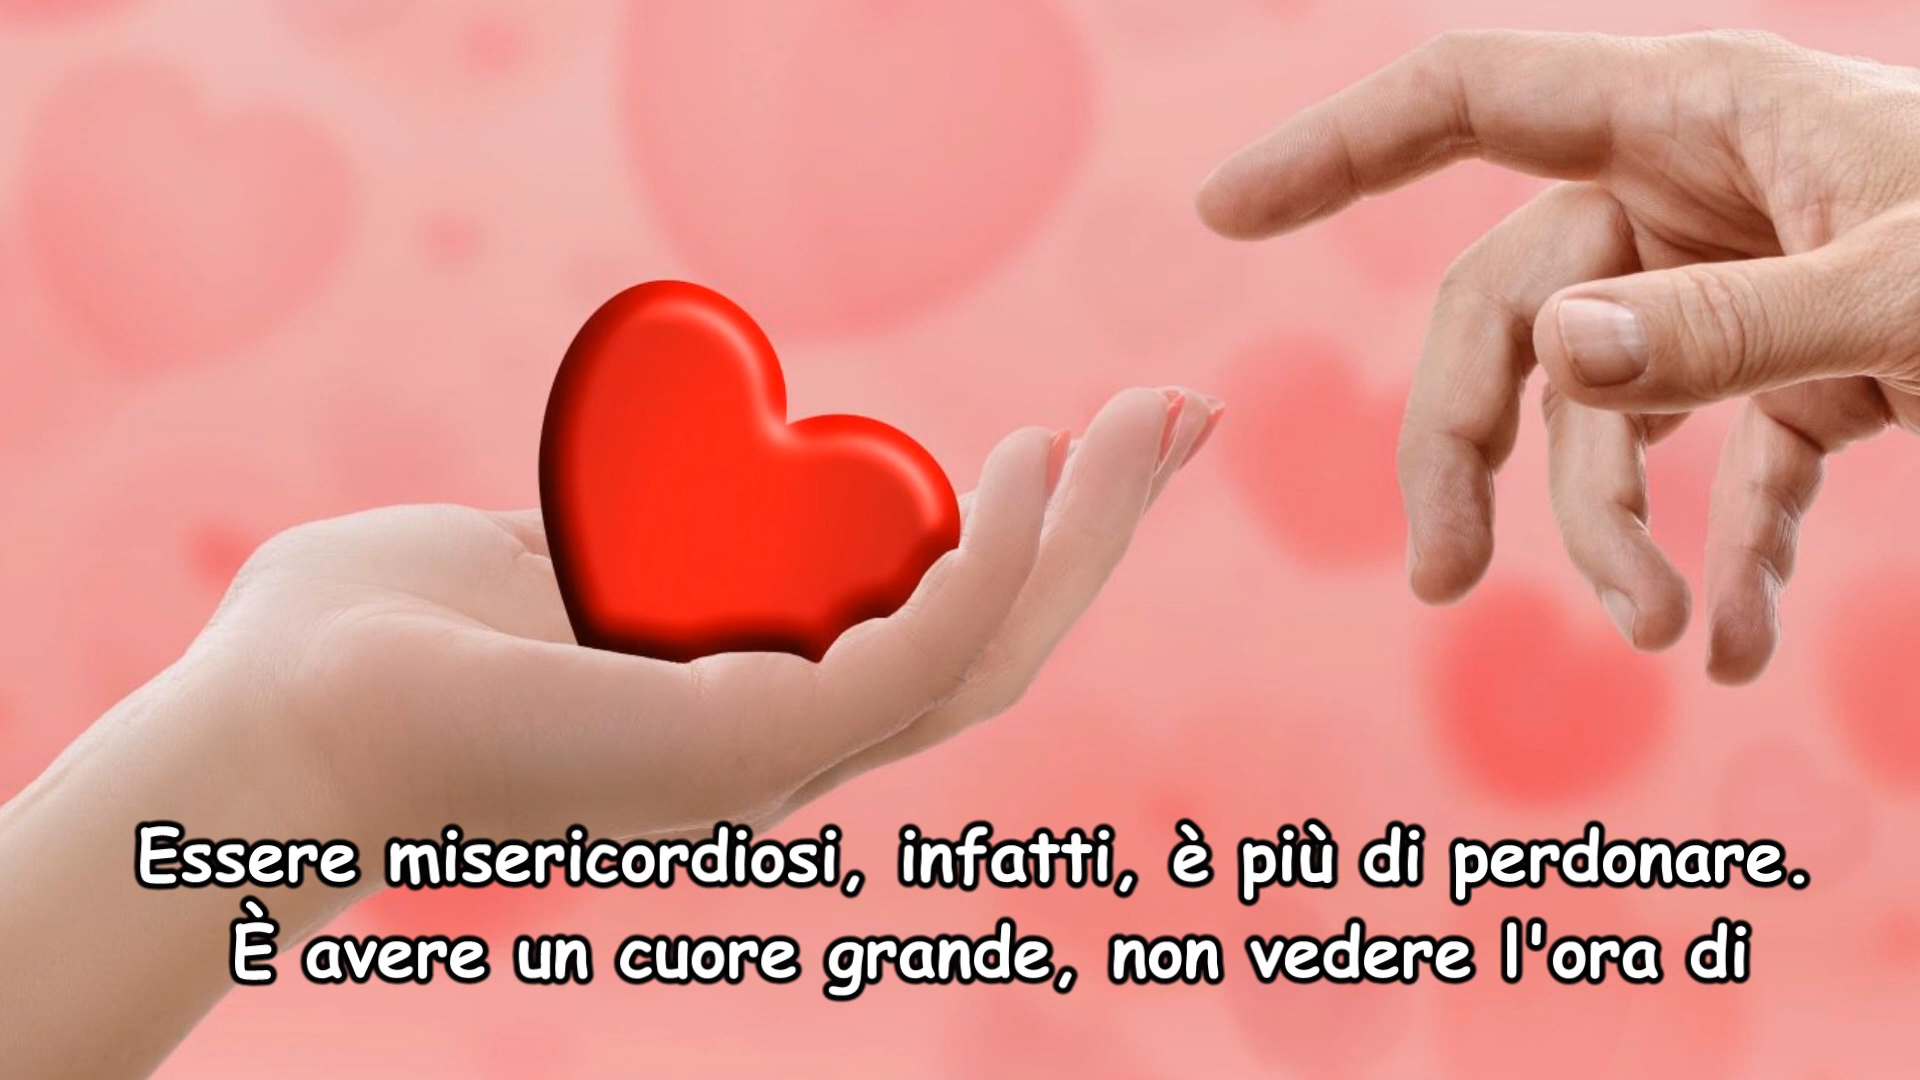 Essere misericordiosi, infatti, è più di perdonare.
È avere un cuore grande, non vedere l'ora di